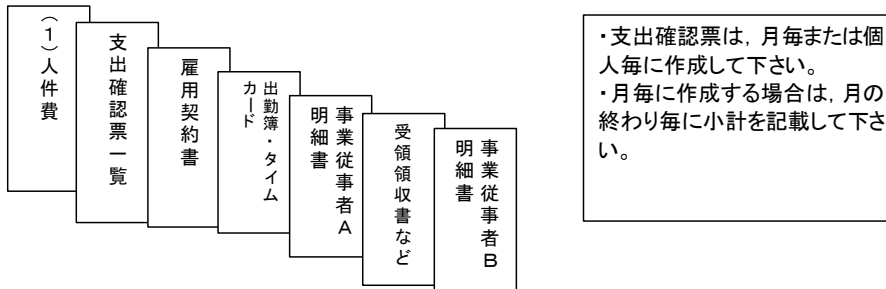 （１）人件費
支出確認票一覧
雇用契約書
出勤簿・タイム
カード
事業従事者Ａ
明細書
受領領収書など
事業従事者Ｂ
明細書
・支出確認票は，月毎または個
人毎に作成して下さい。
・月毎に作成する場合は，月の
終わり毎に小計を記載して下さ
い。